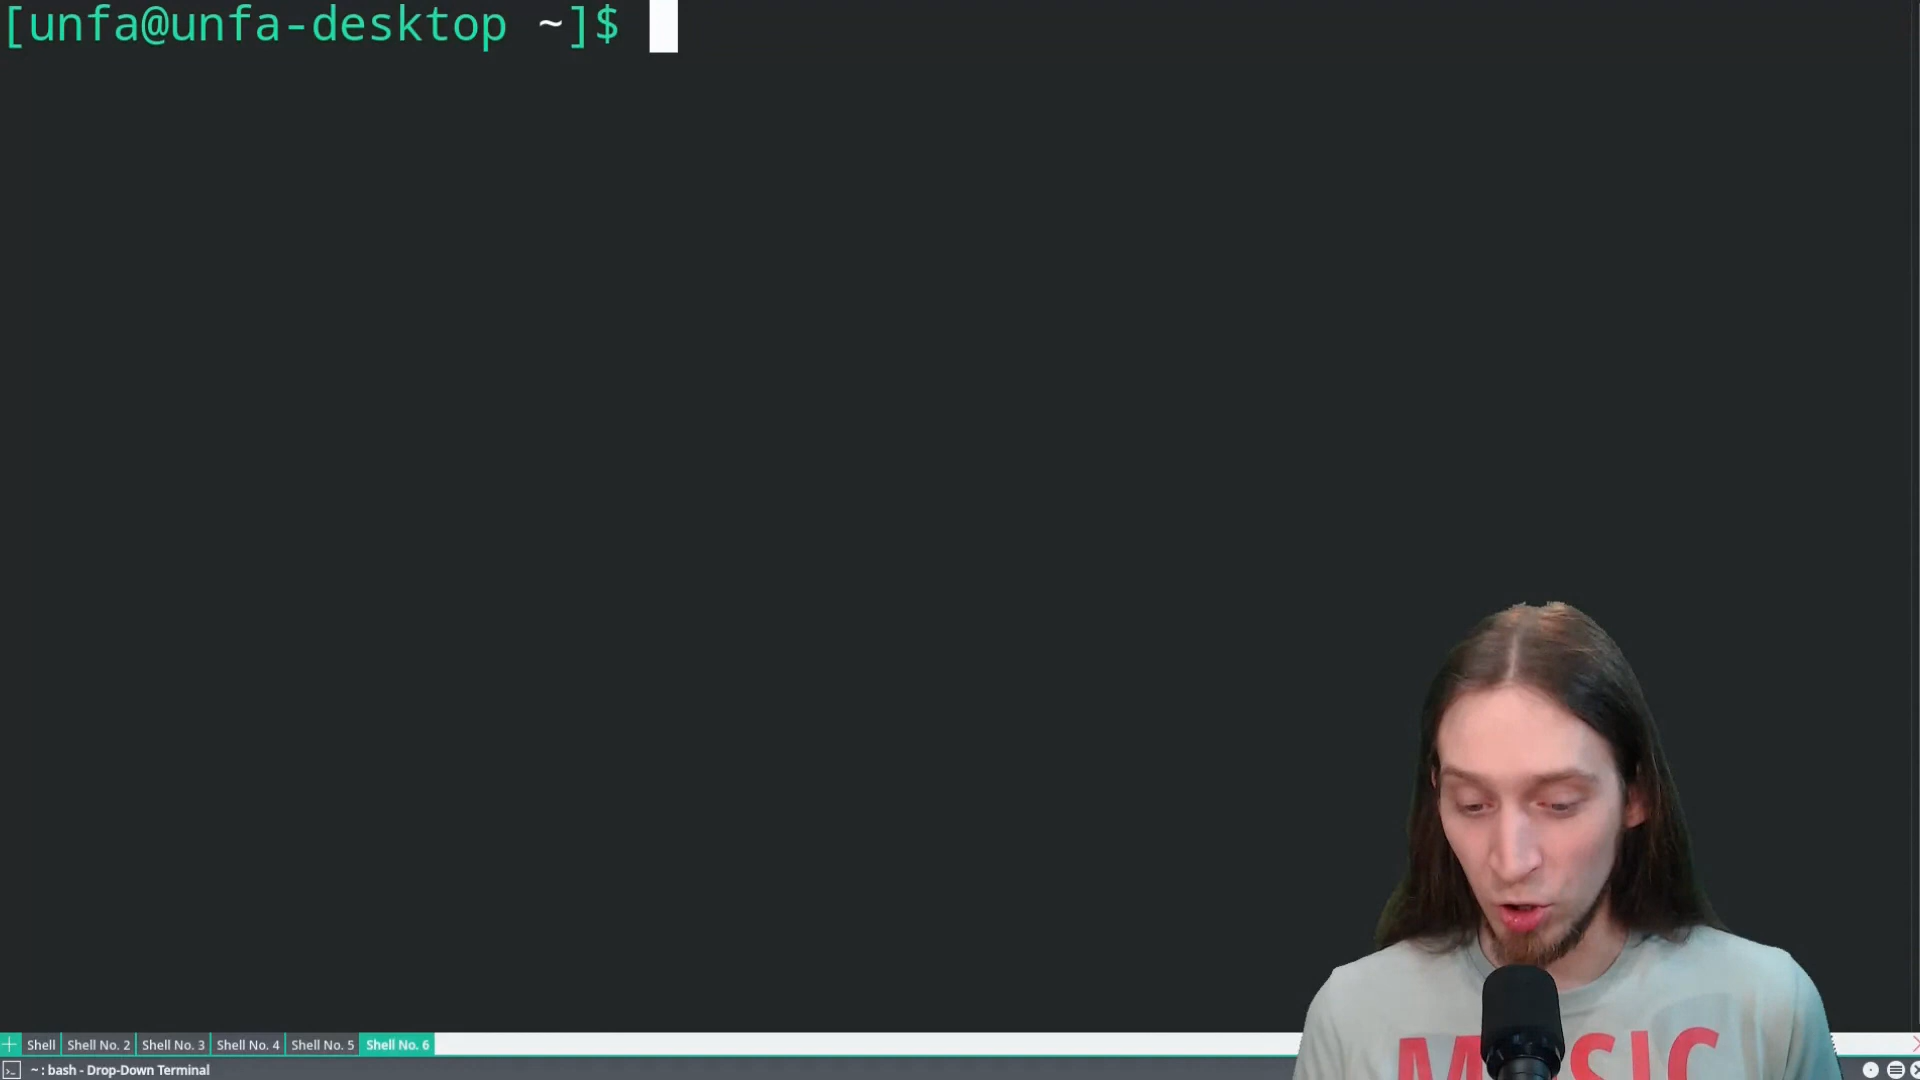 [unfa@unfa-desktop ~]$
MUSIC
Shell
Shell No. 2
Shell No. 3
Shell No. 4
Shell No. 5
Shell No. 6
~ : bash - Drop-Down Terminal